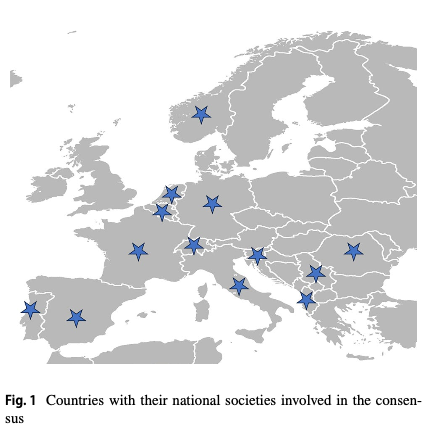 Fig. 1 Countries with their national societies involved in the consen-
sus